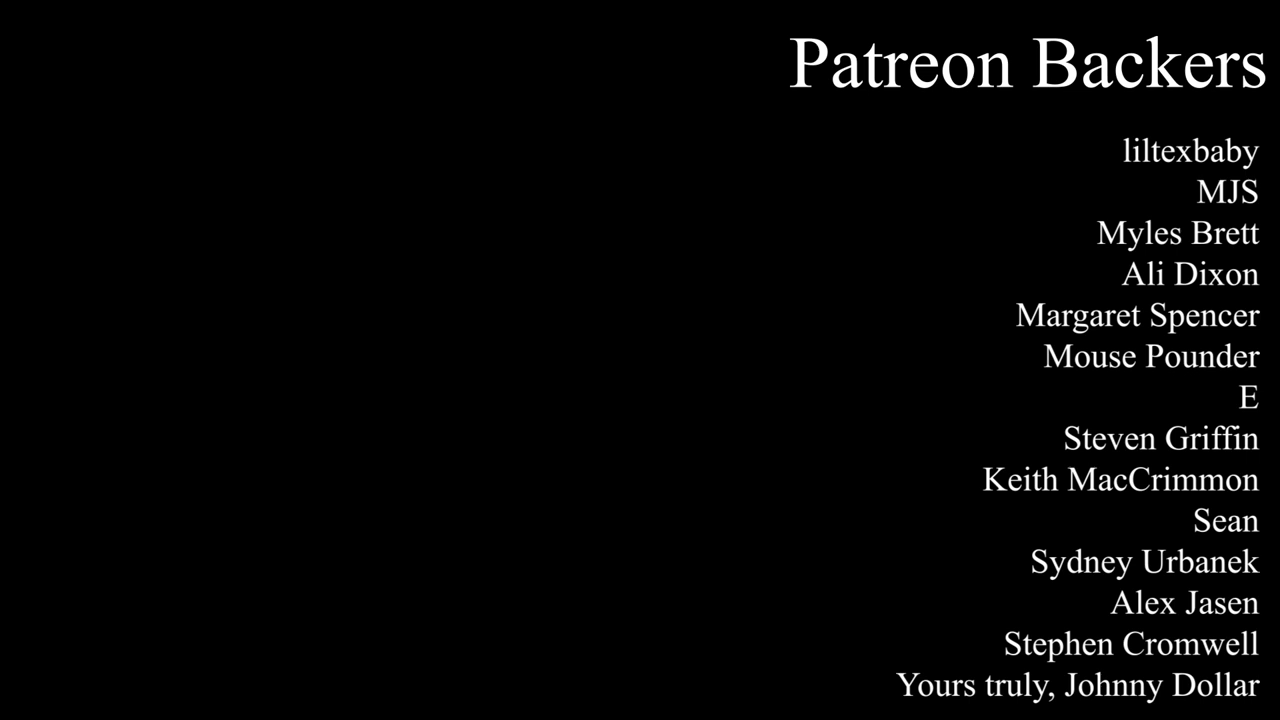 Patreon Backers
liltexbaby
MJS
Myles Brett
Ali Dixon
Margaret Spencer
Mouse Pounder
E
Steven Griffin
Keith MacCrimmon
Sean
Sydney Urbanek
Alex Jasen
Stephen Cromwell
Yours truly, Johnny Dollar